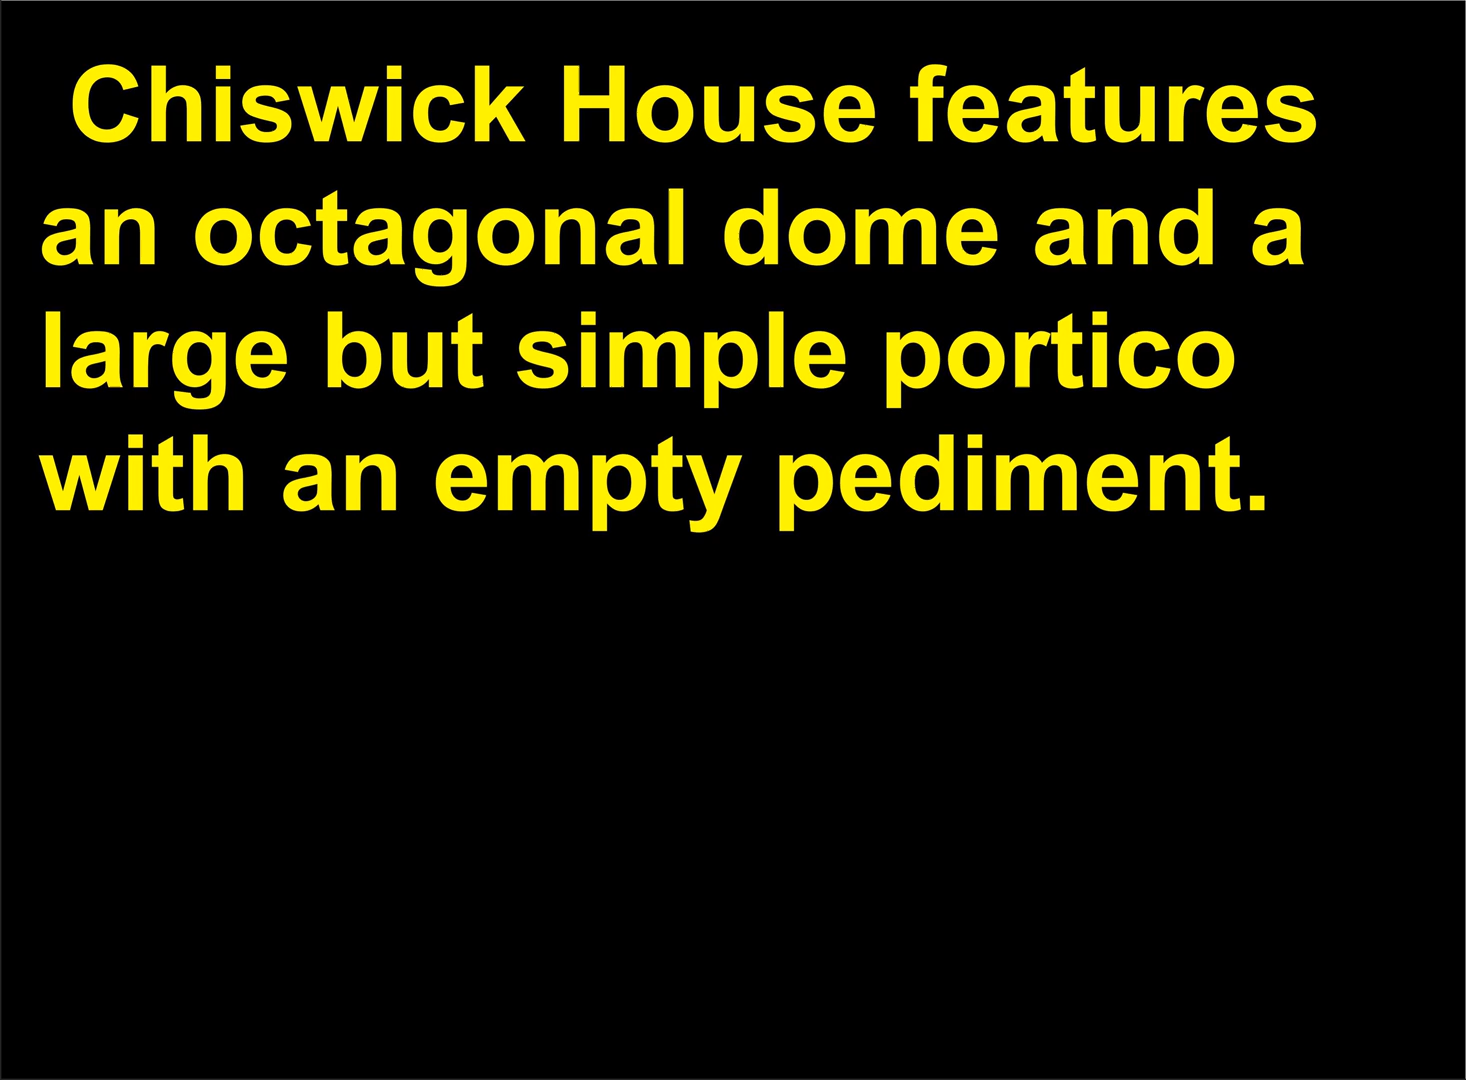 Chiswick House features
an octagonal dome and a
large but simple portico
with an empty pediment.